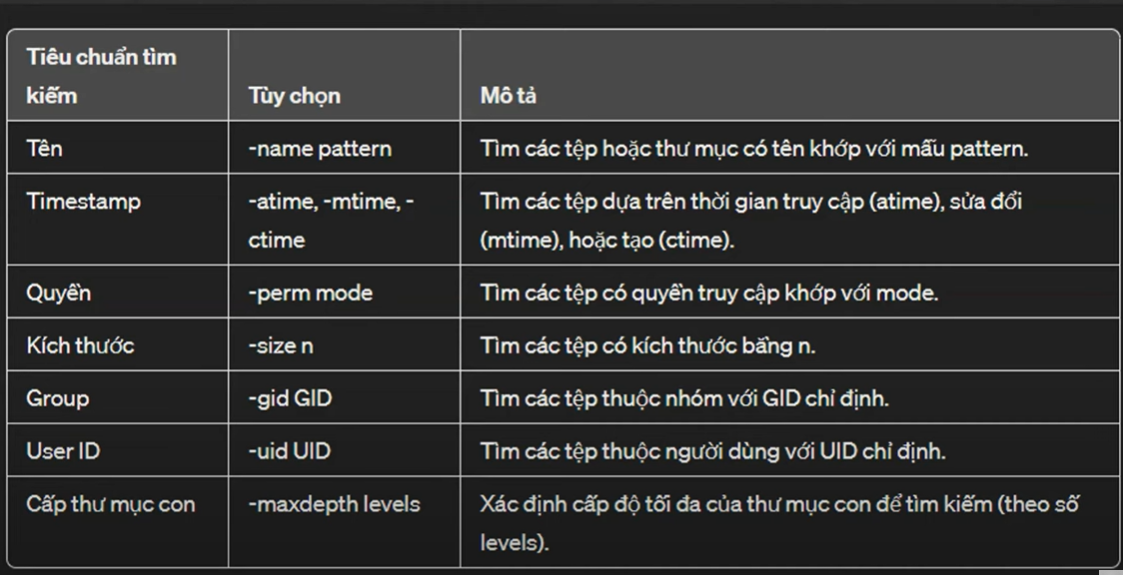 Tiêu chuẩn tìm
kiếm
Tùy chọn
Mô tả
Tên
-name pattern
Tìm các tệp hoặc thư mục có tên khớp với mẫu pattern.
Timestamp
-atime, -mtime, -
ctime
Tìm các tệp dựa trên thời gian truy cập (atime), sửa đổi
(mtime), hoặc tạo (ctime).
Quyền
-perm mode
Tìm các tệp có quyền truy cập khớp với mode.
Kích thước
-size n
Tìm các tệp có kích thước bằng n.
Group
-gid GID
Tìm các tệp thuộc nhóm với GID chỉ định.
User ID
-uid UID
Tìm các tệp thuộc người dùng với UID chỉ định.
Cấp thư mục con
-maxdepth levels
Xác định cấp độ tối đa của thư mục con để tìm kiếm (theo số
levels).